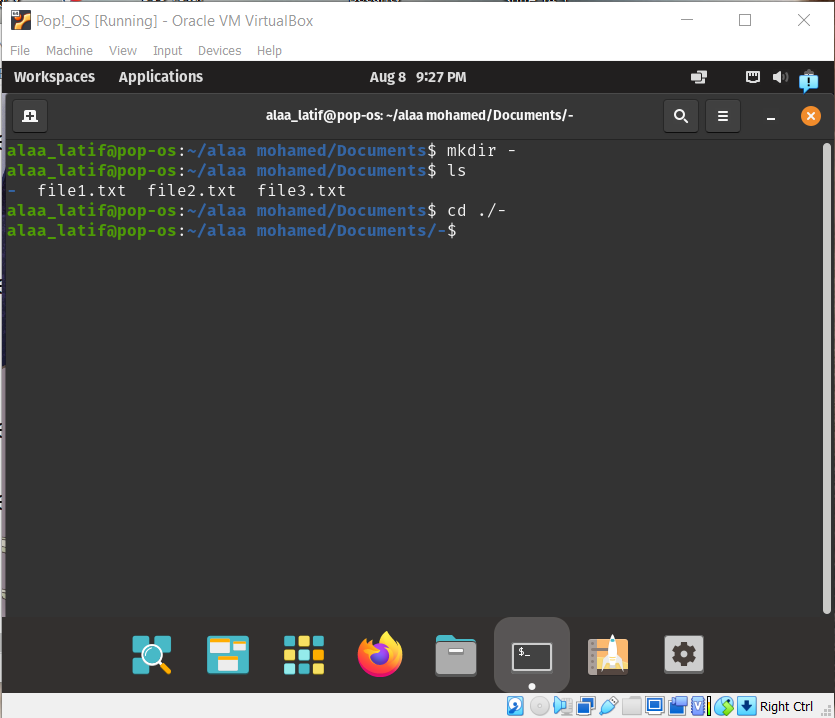 Pop!_OS [Running] - Oracle VM VirtualBox
File Machine View Input Devices Help
Workspaces Applications Aug 8 9:27 PM
alaa_latif@pop-os: ~/alaa mohamed/Documents/-
alaa_latif@pop-os:~/alaa mohamed/Documents$ mkdir -
alaa_latif@pop-os:~/alaa mohamed/Documents$ ls
- file1.txt file2.txt file3.txt
alaa_latif@pop-os:~/alaa mohamed/Documents$ cd ./-
alaa_latif@pop-os:~/alaa mohamed/Documents/-$
$_
Right Ctrl